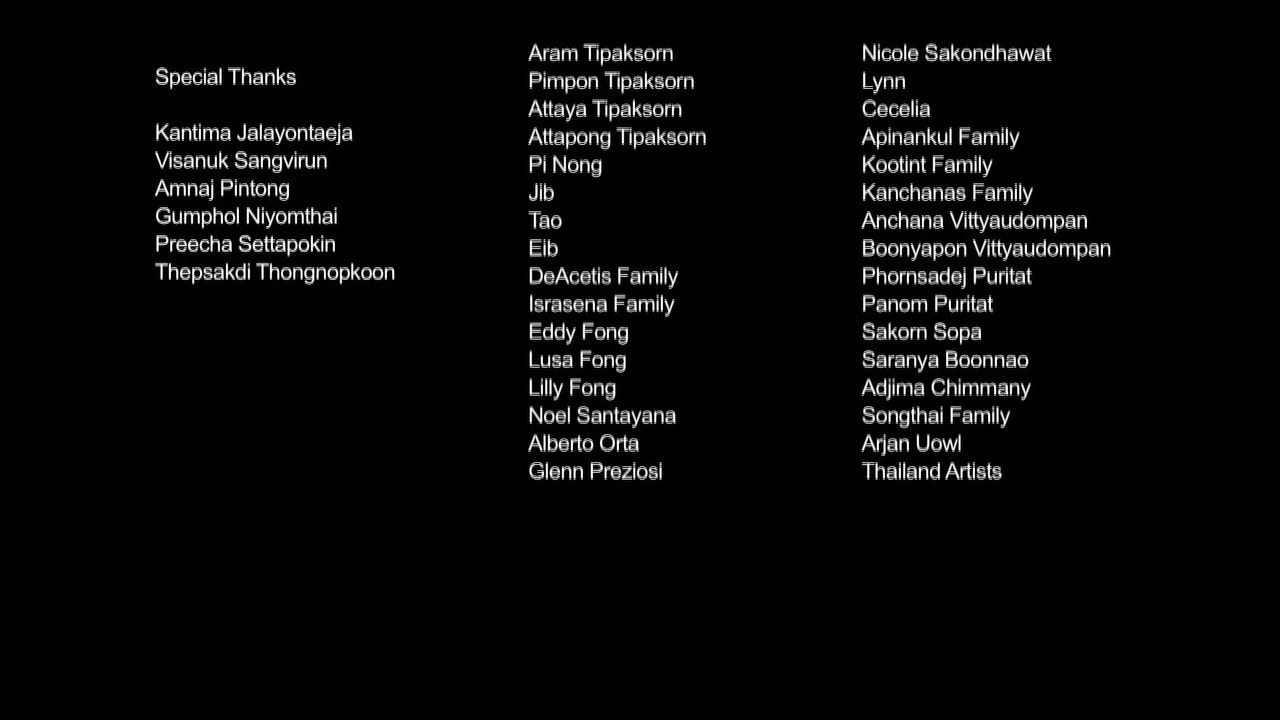 Special Thanks
Kantima Jalayontaeja
Visanuk Sangvirun
Amnaj Pintong
Gumphol Niyomthai
Preecha Settapokin
Thepsakdi Thongnopkoon
Aram Tipaksorn
Pimpon Tipaksorn
Attaya Tipaksorn
Attapong Tipaksorn
Pi Nong
Jib
Tao
Eib
DeAcetis Family
Israsena Family
Eddy Fong
Lusa Fong
Lilly Fong
Noel Santayana
Alberto Orta
Glenn Preziosi
Nicole Sakondhawat
Lynn
Cecelia
Apinankul Family
Kootint Family
Kanchanas Family
Anchana Vittyaudompan
Boonyapon Vittyaudompan
Phornsadej Puritat
Panom Puritat
Sakorn Sopa
Saranya Boonnao
Adjima Chimmany
Songthai Family
Arjan Uowl
Thailand Artists